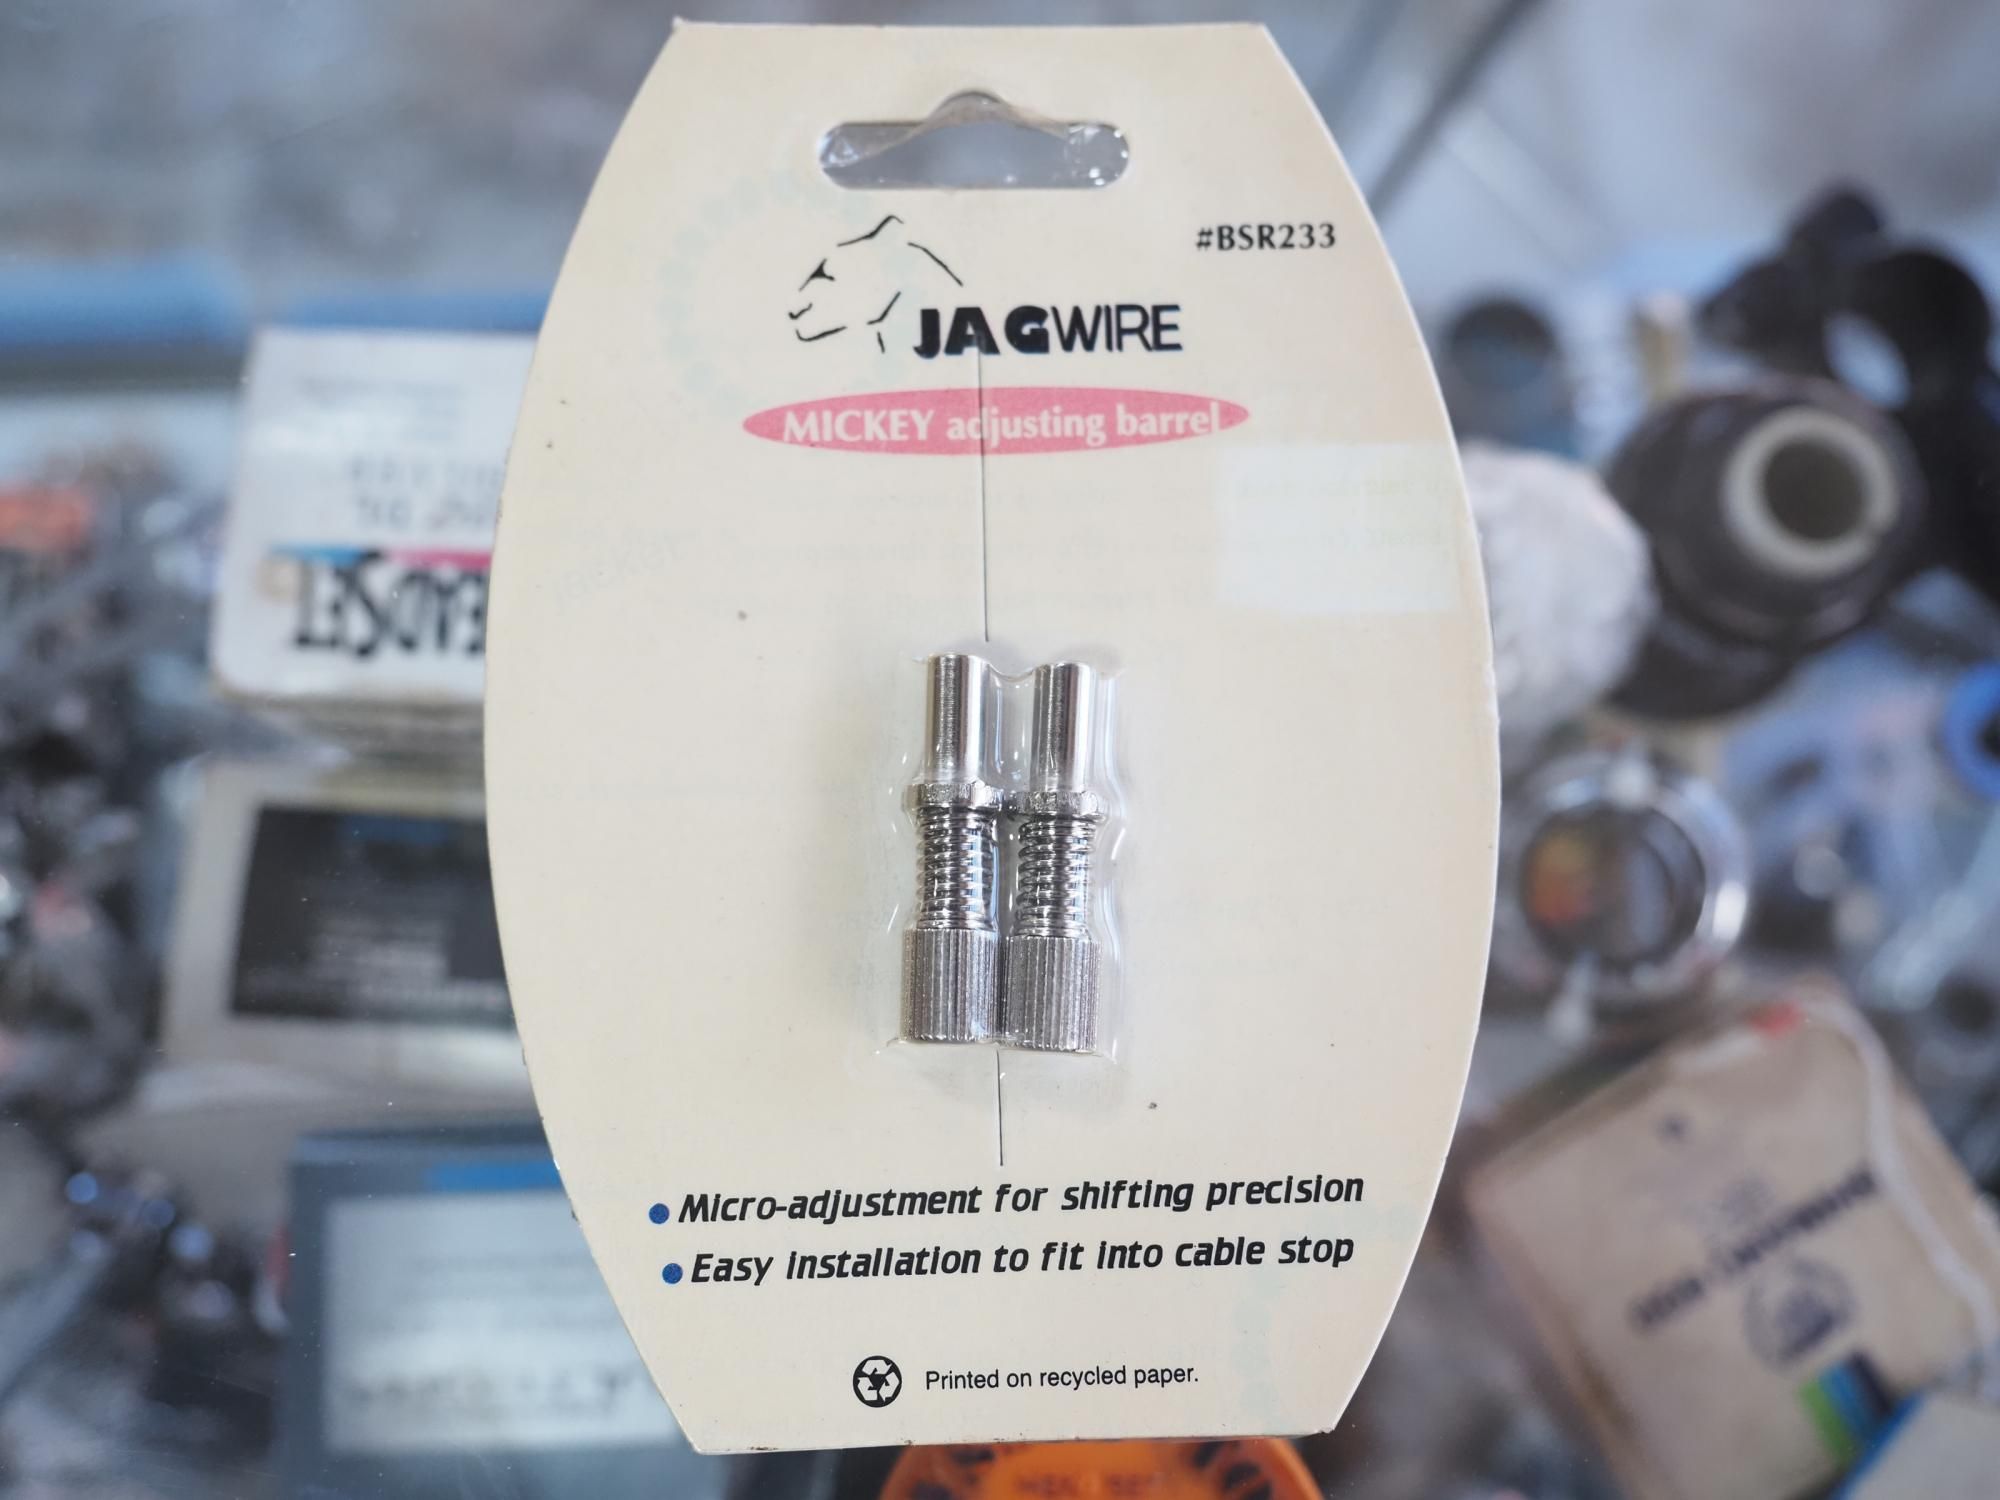 #BSR233
JAGWIRE
MICKEY adjusting barrel
Micro-adjustment for shifting precision
Easy installation to fit into cable stop
Printed on recycled paper.